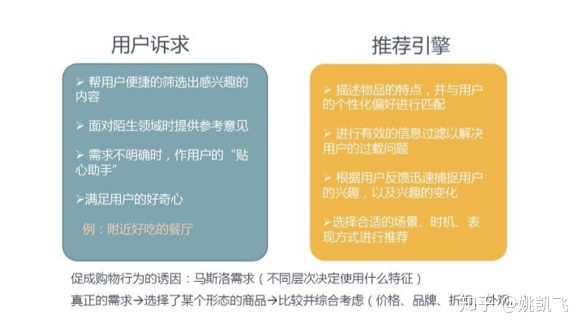 用户诉求
推荐引擎
➢ 帮用户便捷的筛选出感兴趣的
内容
➢ 面对陌生领域时提供参考意见
➢ 需求不明确时，作用户的“贴
心助手”
➢满足用户的好奇心
例：附近好吃的餐厅
➢ 描述物品的特点，并与用户
的个性化偏好进行匹配
➢ 进行有效的信息过滤以解决
用户的过载问题
➢ 根据用户反馈迅速捕捉用户
的兴趣，以及兴趣的变化
➢选择合适的场景、时机、表
现方式进行推荐
促成购物行为的诱因：马斯洛需求（不同层次决定使用什么特征）
真正的需求→选择了某个形态的商品→比较并综合考虑（价格、品牌、折扣、外观
知乎 @姚凯飞